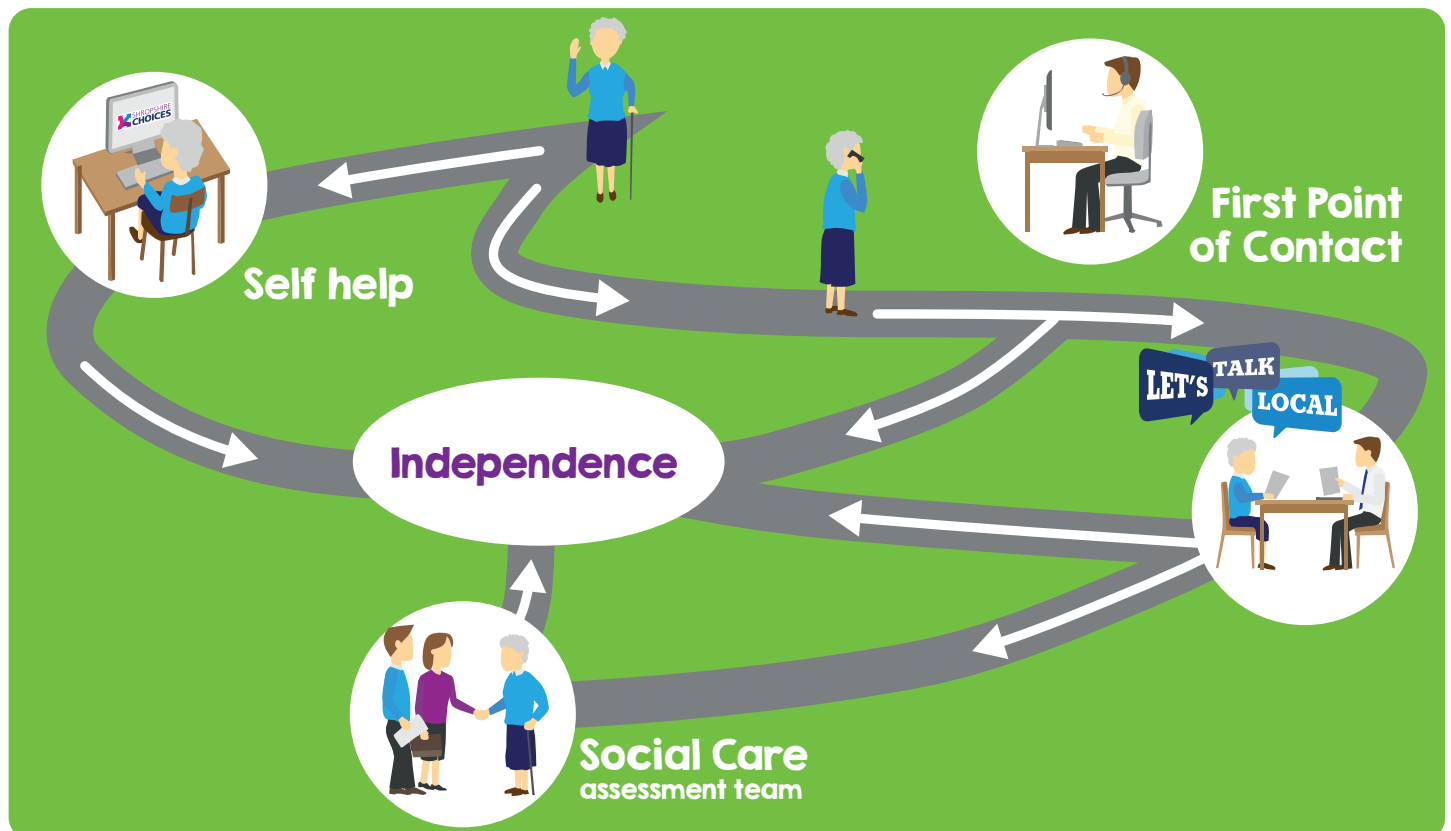 SHROPSHIRE
CHOICES
First Point
of Contact
Self help
LET'S
TALK
LOCAL
Independence
Social Care
assessment team